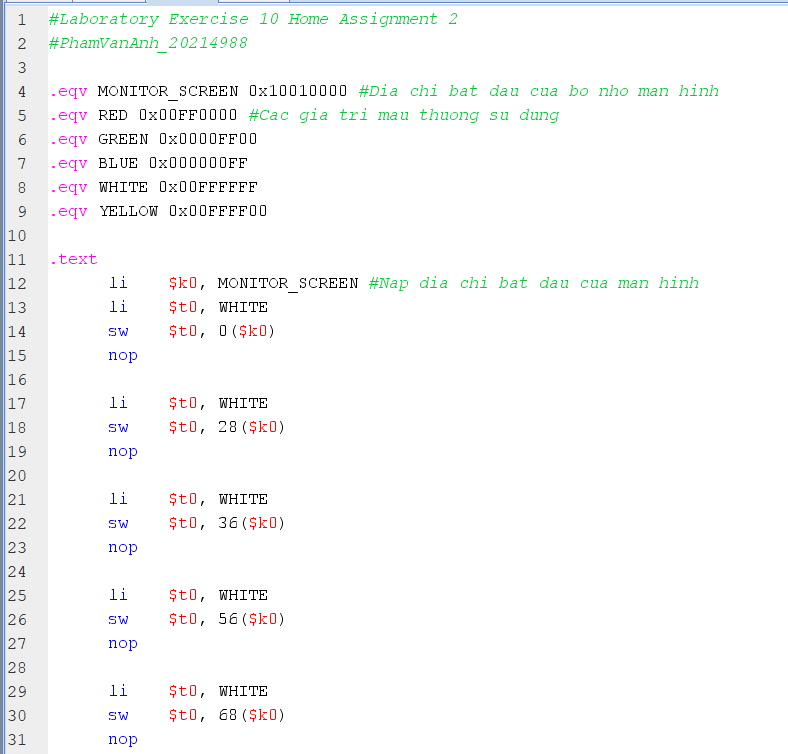 1 #Laboratory Exercise 10 Home Assignment 2
2 #PhamVanAnh_20214988
3
4 .eqv MONITOR_SCREEN 0x10010000 #Dia chi bat dau cua bo nho man hinh
5 .eqv RED 0x00FF0000 #Cac gia tri mau thuong su dung
6 .eqv GREEN 0x0000FF00
7 .eqv BLUE 0x000000FF
8 .eqv WHITE 0x00FFFFFF
9 .eqv YELLOW 0x00FFFF00
10
11 .text
12 li $k0, MONITOR_SCREEN #Nap dia chi bat dau cua man hinh
13 li $t0, WHITE
14 sw $t0, 0($k0)
15 nop
16
17 li $t0, WHITE
18 sw $t0, 28($k0)
19 nop
20
21 li $t0, WHITE
22 sw $t0, 36($k0)
23 nop
24
25 li $t0, WHITE
26 sw $t0, 56($k0)
27 nop
28
29 li $t0, WHITE
30 sw $t0, 68($k0)
31 nop